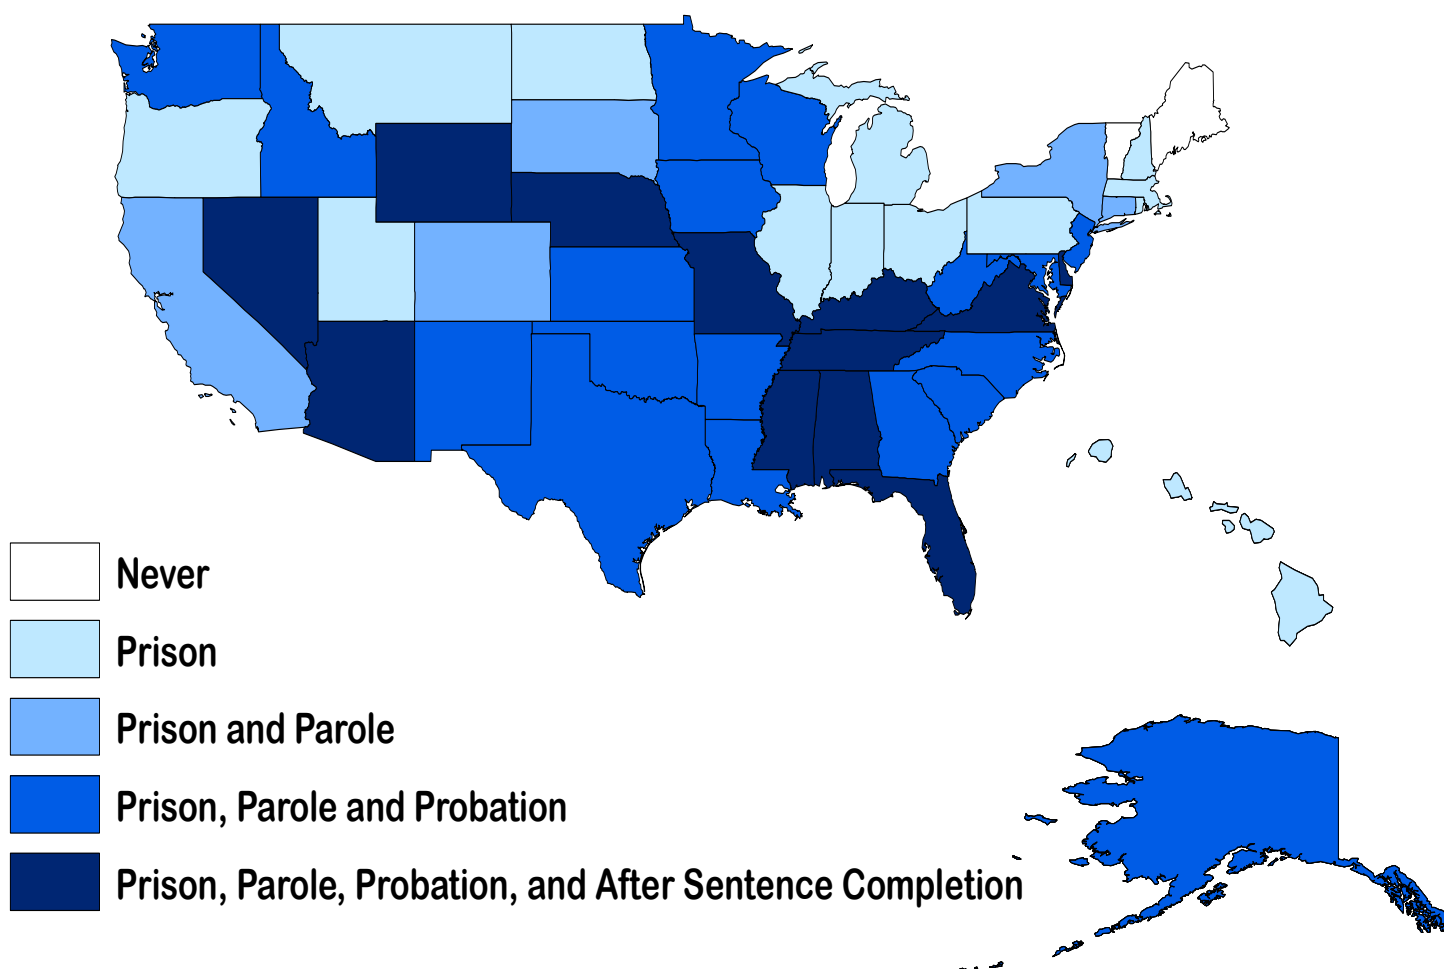 Never
Prison
Prison and Parole
Prison, Parole and Probation
Prison, Parole, Probation, and After Sentence Completion